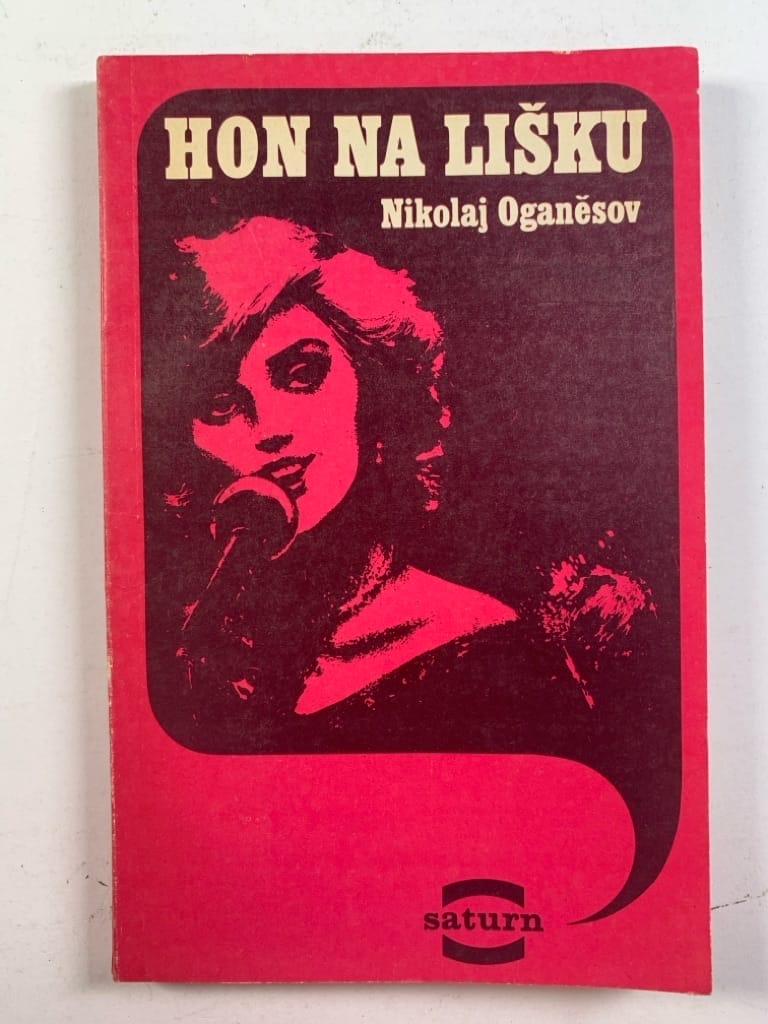 HON NA LIŠKU
Nikolaj Oganěsov
saturn